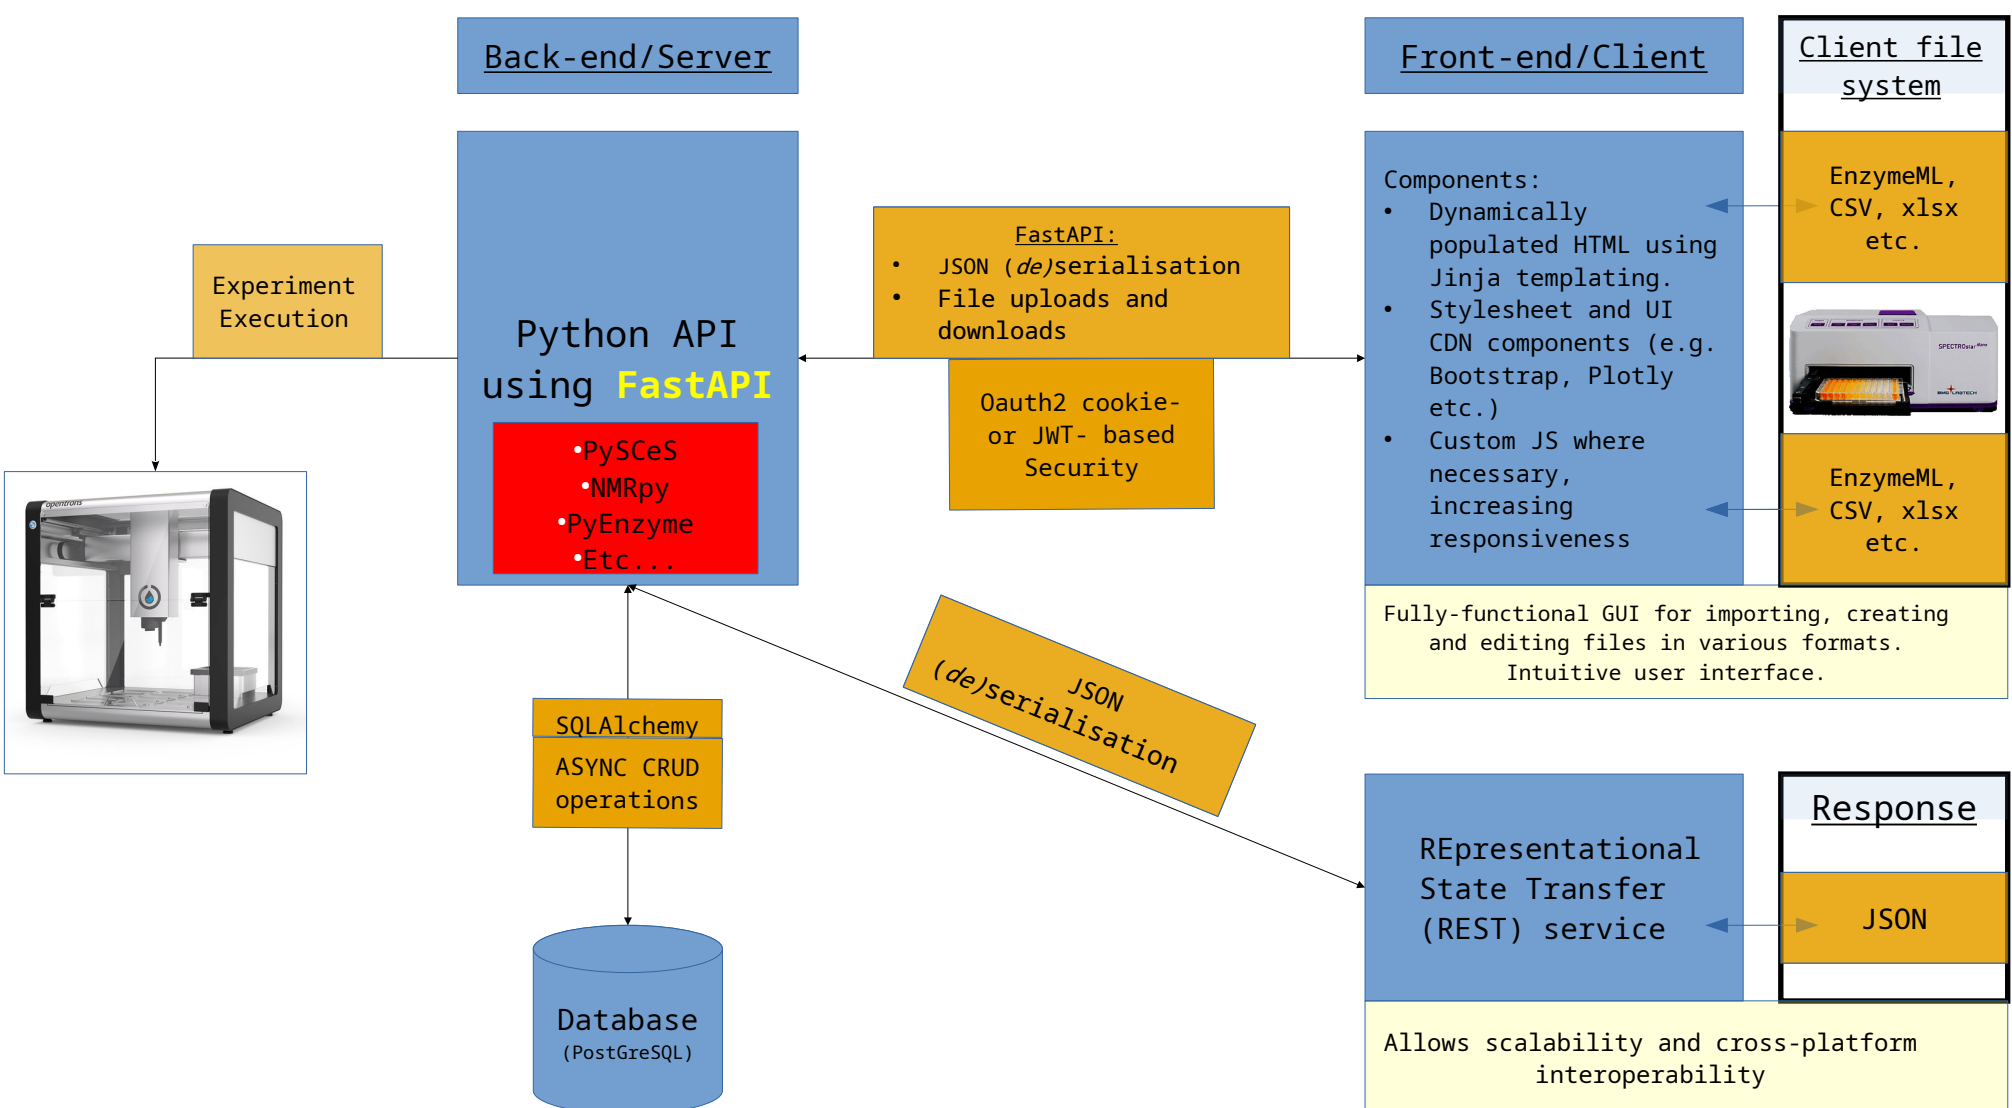 Back-end/Server
Front-end/Client
Client file
system
Experiment
Execution
Python API
using FastAPI
•PySCeS
•NMRpy
•PyEnzyme
•Etc...
FastAPI:
• JSON (de)serialisation
• File uploads and
downloads
Oauth2 cookie-
or JWT- based
Security
Components:
• Dynamically
populated HTML using
Jinja templating.
• Stylesheet and UI
CDN components (e.g.
Bootstrap, Plotly
etc.)
• Custom JS where
necessary,
increasing
responsiveness
EnzymeML,
CSV, xlsx
etc.
SPECTROstar Nano
BMG LABTECH
EnzymeML,
CSV, xlsx
etc.
Fully-functional GUI for importing, creating
and editing files in various formats.
Intuitive user interface.
opentrons
SQLAlchemy
ASYNC CRUD
operations
JSON
(de)serialisation
Database
(PostGreSQL)
REpresentational
State Transfer
(REST) service
Response
JSON
Allows scalability and cross-platform
interoperability